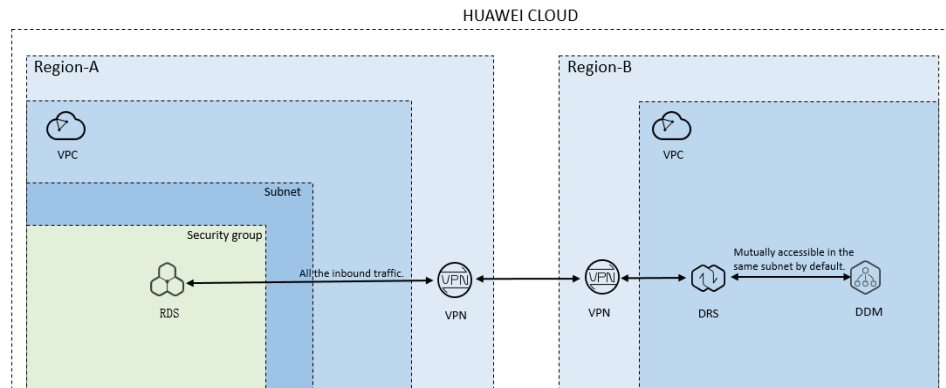 HUAWEI CLOUD
Region-A
Region-B
VPC
VPC
Subnet
Security group
All the inbound traffic.
Mutually accessible in the
same subnet by default.
VPN
VPN
RDS
VPN
VPN
DRS
DDM